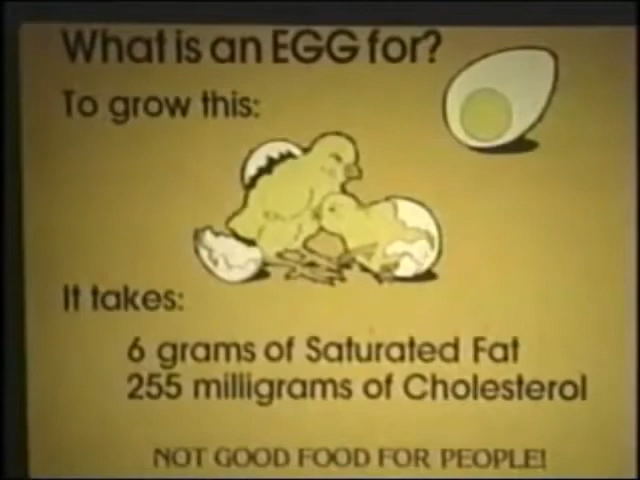 What is an EGG for?
To grow this:
It takes:
6 grams of Saturated Fat
255 milligrams of Cholesterol
NOT GOOD FOOD FOR PEOPLE!